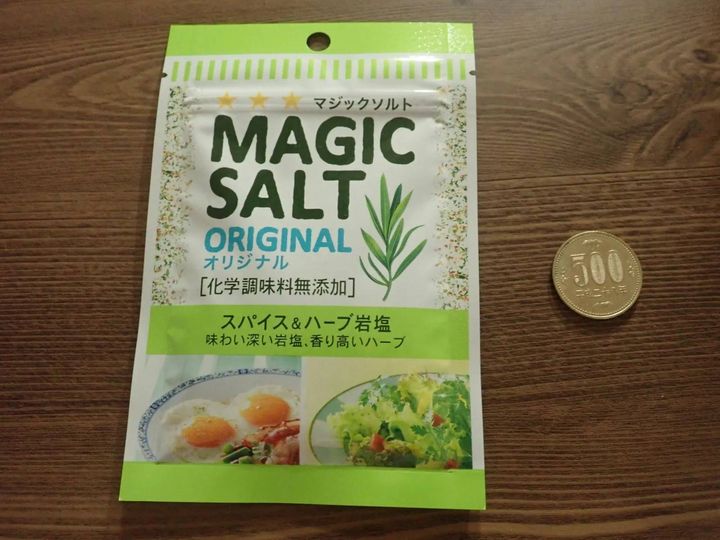 マジックソルト
MAGIC
SALT
ORIGINAL
オリジナル
[化学調味料無添加]
スパイス&ハーブ岩塩
味わい深い岩塩、香り高いハーブ
500